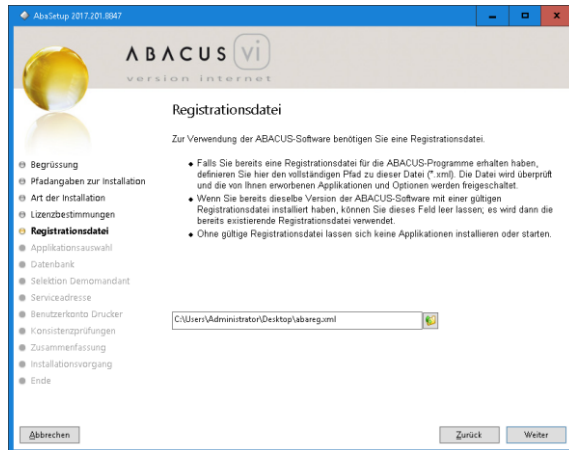 AbaSetup 2017.201.8847
ABACUS vi
version internet
Registrationsdatei
Zur Verwendung der ABACUS-Software benötigen Sie eine Registrationsdatei.
Falls Sie bereits eine Registrationsdatei für die ABACUS-Programme erhalten haben,
definieren Sie hier den vollständigen Pfad zu dieser Datei (*.xml). Die Datei wird überprüft
und die von Ihnen erworbenen Applikationen und Optionen werden freigeschaltet.
Wenn Sie bereits dieselbe Version der ABACUS-Software mit einer gültigen
Registrationsdatei installiert haben, können Sie dieses Feld leer lassen; es wird dann die
bereits existierende Registrationsdatei verwendet.
Ohne gültige Registrationsdatei lassen sich keine Applikationen installieren oder starten.
Begrüssung
Pfadangaben zur Installation
Art der Installation
Lizenzbestimmungen
Registrationsdatei
Applikationsauswahl
Datenbank
Selektion Demomandant
Serviceadresse
Benutzerkonto Drucker
Konsistenzprüfungen
Zusammenfassung
Installationsvorgang
Ende
C:\Users\Administrator\Desktop\abareg.xml
Abbrechen
Zurück
Weiter